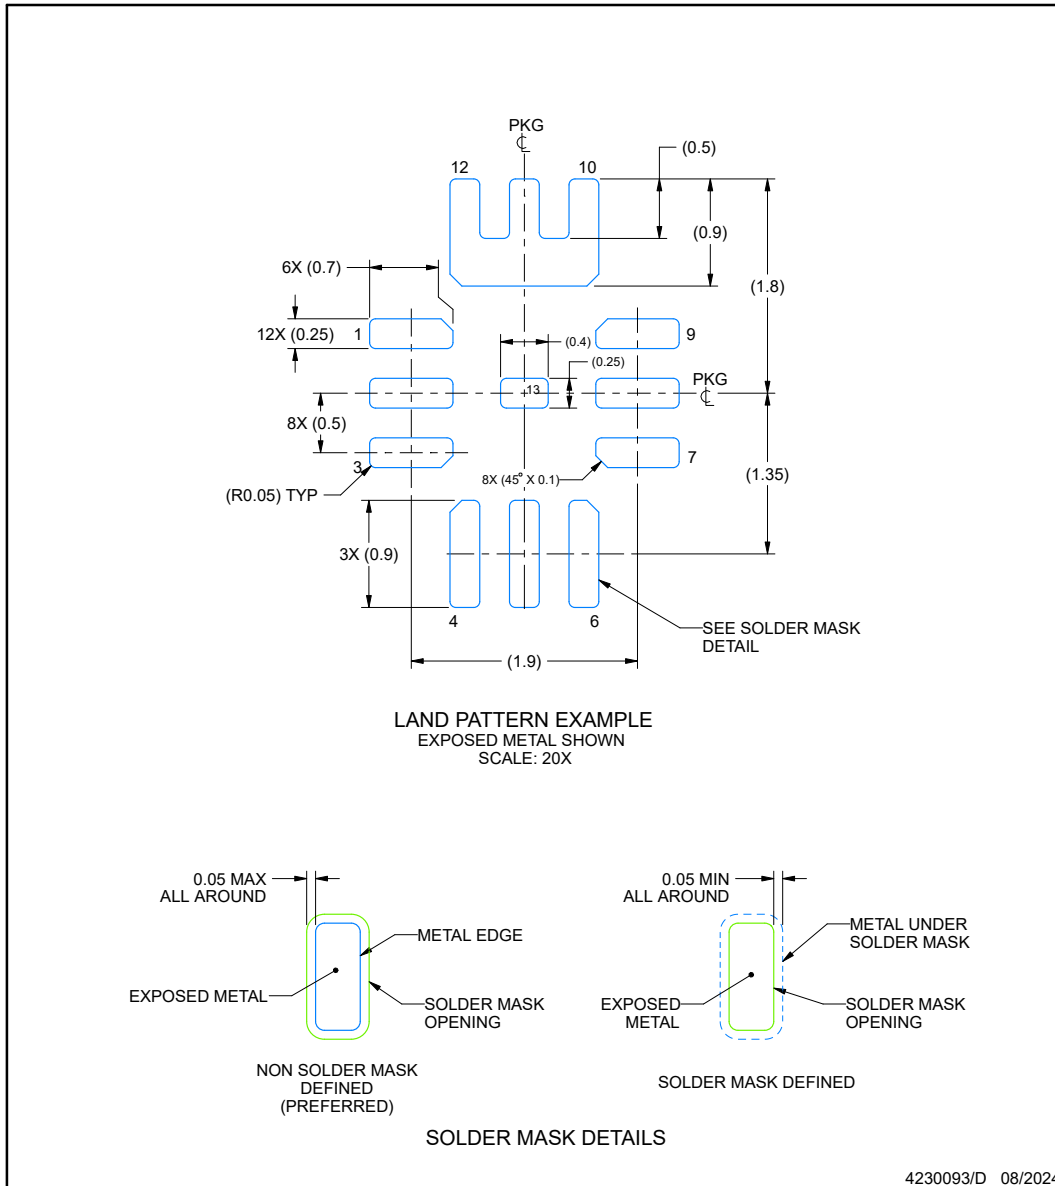 PKG
℄
(0.5)
12
10
(0.9)
6X (0.7)
(1.8)
12X (0.25)
1
9
(0.4)
(0.25)
13
PKG
℄
8X (0.5)
3
7
(1.35)
8X (45° X 0.1)
(R0.05) TYP
3X (0.9)
4
6
SEE SOLDER MASK
DETAIL
(1.9)
LAND PATTERN EXAMPLE
EXPOSED METAL SHOWN
SCALE: 20X
0.05 MAX
ALL AROUND
METAL EDGE
EXPOSED METAL
SOLDER MASK
OPENING
NON SOLDER MASK
DEFINED
(PREFERRED)
0.05 MIN
ALL AROUND
METAL UNDER
SOLDER MASK
EXPOSED
METAL
SOLDER MASK
OPENING
SOLDER MASK DEFINED
SOLDER MASK DETAILS
4230093/D 08/2024